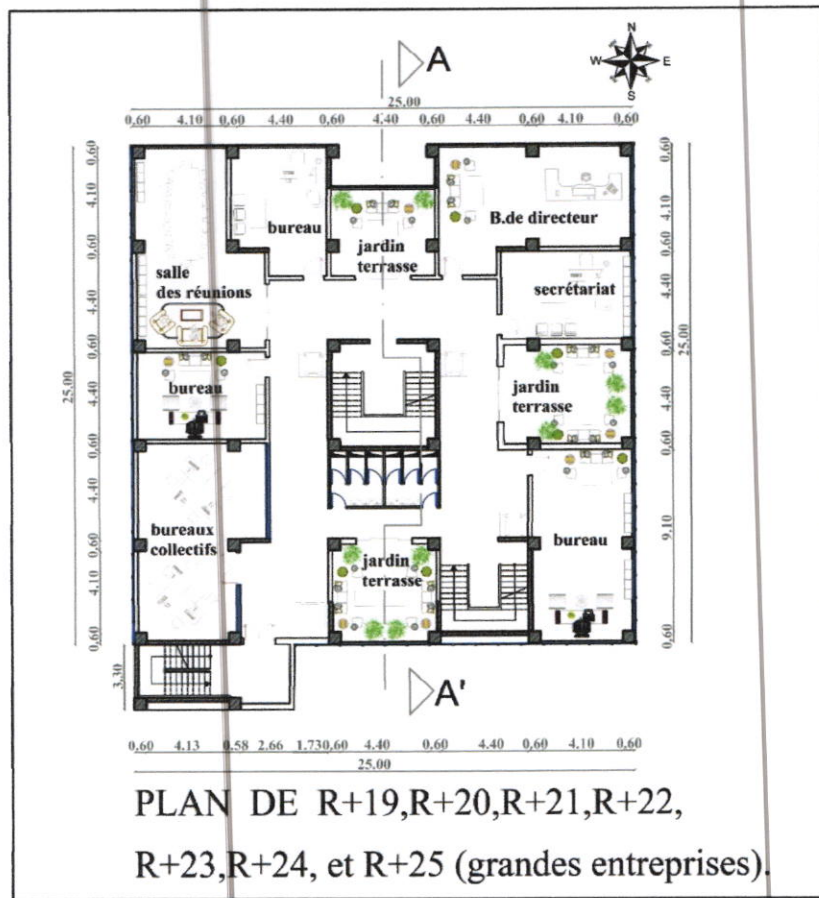 N
W E
S
A
25,00
0,60 4.10 0,60 4.40 0,60 4.40 0,60 4.40 0,60 4.10 0,60
0,60
4.10
0,60
4.40
0,60
4.40
0,60
4.40
0,60
4.10
0,60
25,00
3,30
bureau
jardin
terrasse
B.de directeur
salle
des réunions
secrétariat
bureau
jardin
terrasse
bureaux
collectifs
jardin
terrasse
bureau
0,60
4.10
0,60
4.40
0,60
4.40
0,60
9.10
0,60
25,00
A'
0,60 4.13 0,58 2.66 1.73 0,60 4.40 0,60 4.40 0,60 4.10 0,60
25.00
PLAN DE R+19,R+20,R+21,R+22,
R+23,R+24, et R+25 (grandes entreprises).